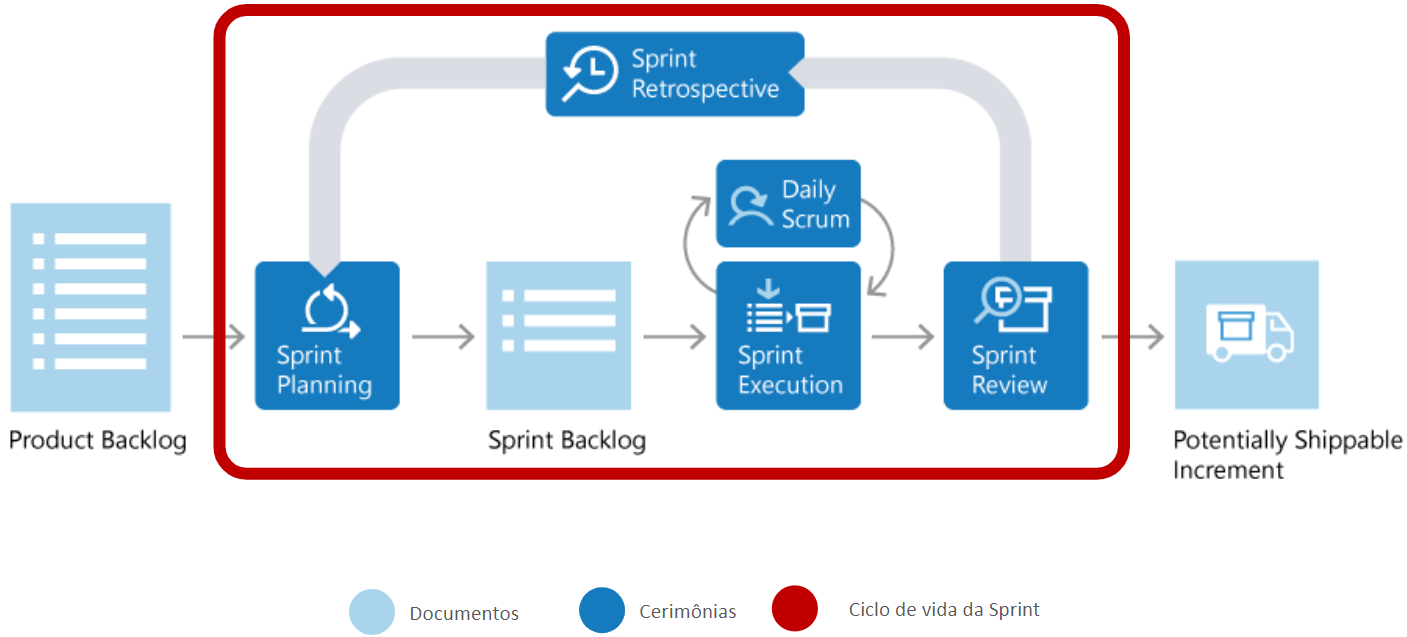 Sprint
Retrospective
Daily
Scrum
Sprint
Planning
Sprint
Execution
Sprint
Review
Product Backlog
Sprint Backlog
Potentially Shippable
Increment
Documentos
Cerimônias
Ciclo de vida da Sprint